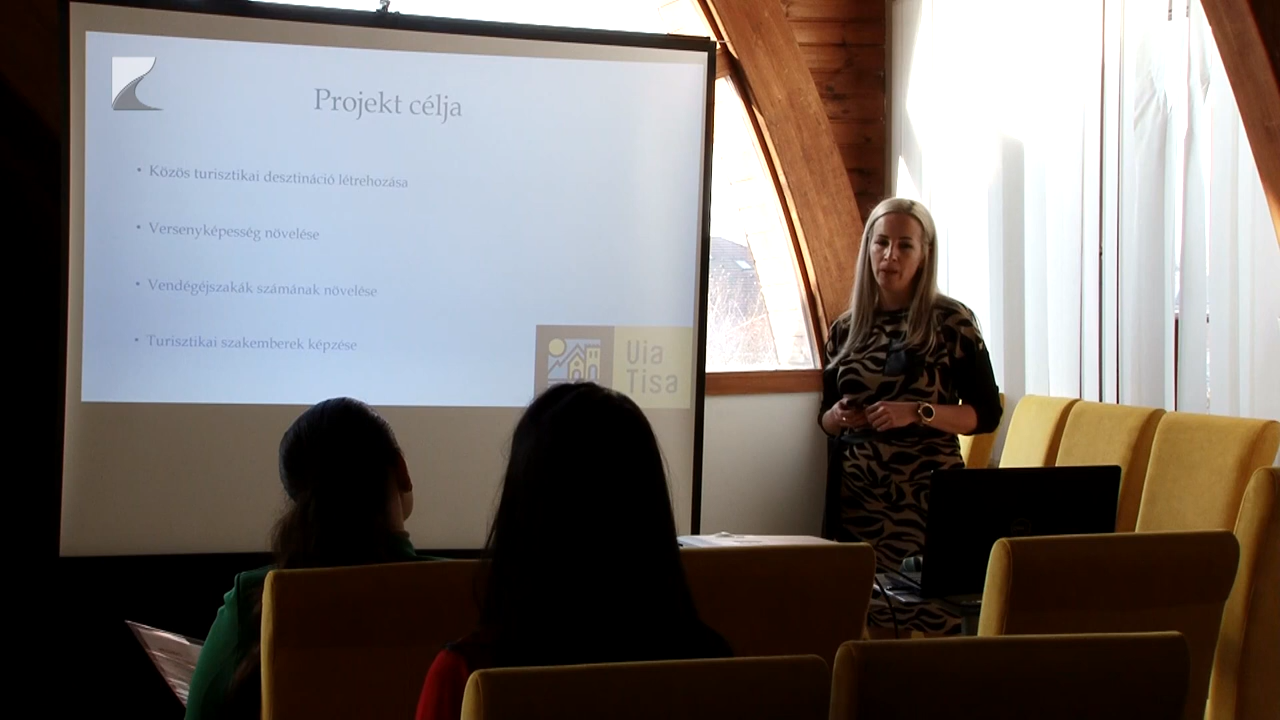 Projekt célja
• Közös turisztikai desztináció létrehozása
• Versenyképesség növelése
• Vendégéjszakák számának növelése
• Turisztikai szakemberek képzése
Via
Tisa